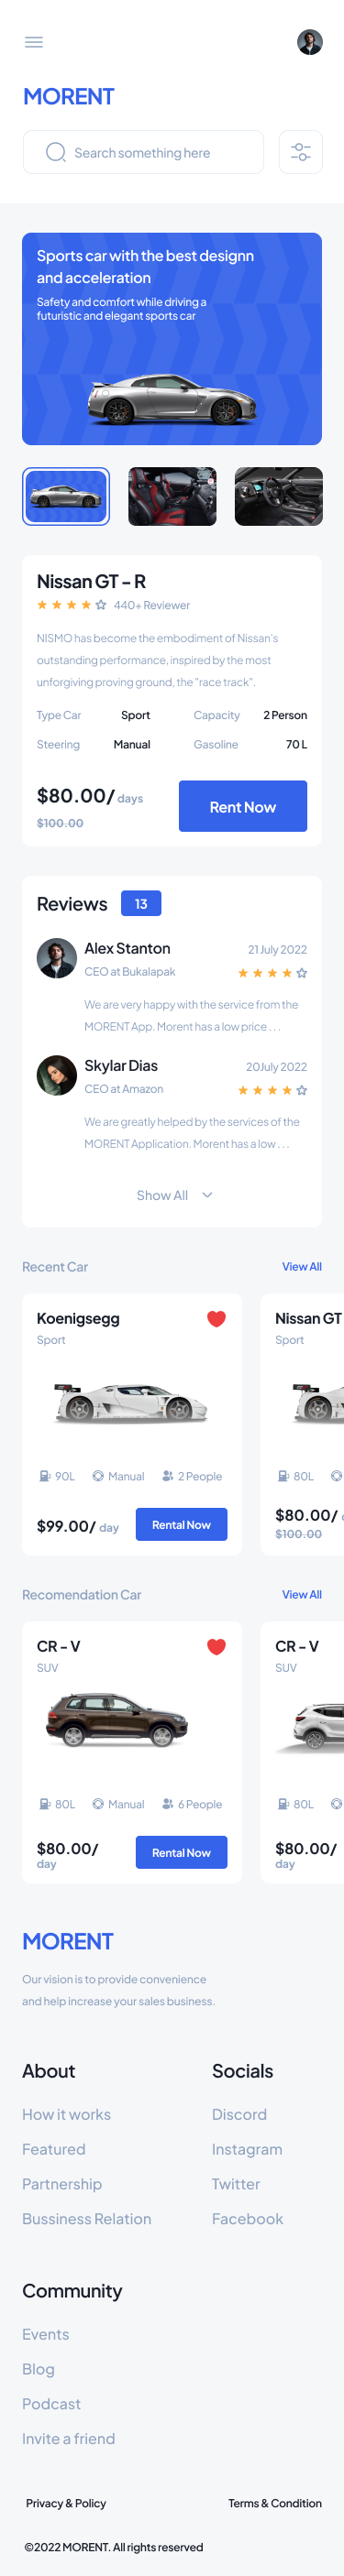 MORENT
Search something here
Sports car with the best designn
and acceleration
Safety and comfort while driving a
futuristic and elegant sports car
Nissan GT - R
440+ Reviewer
NISMO has become the embodiment of Nissan's
outstanding performance, inspired by the most
unforgiving proving ground, the "race track".
Type Car Sport Capacity 2 Person
Steering Manual Gasoline 70 L
$80.00/ days
$100.00
Rent Now
Reviews 13
Alex Stanton 21 July 2022
CEO at Bukalapak
We are very happy with the service from the
MORENT App. Morent has a low price . . .
Skylar Dias 20July 2022
CEO at Amazon
We are greatly helped by the services of the
MORENT Application. Morent has a low . . .
Show All
Recent Car View All
Koenigsegg
Sport
90L Manual 2 People
$99.00/ day Rental Now
Nissan GT
Sport
80L
$80.00/
$100.00
Recomendation Car View All
CR - V
SUV
80L Manual 6 People
$80.00/
day
Rental Now
CR - V
SUV
80L
$80.00/
day
MORENT
Our vision is to provide convenience
and help increase your sales business.
About
How it works
Featured
Partnership
Bussiness Relation
Socials
Discord
Instagram
Twitter
Facebook
Community
Events
Blog
Podcast
Invite a friend
Privacy & Policy Terms & Condition
©2022 MORENT. All rights reserved